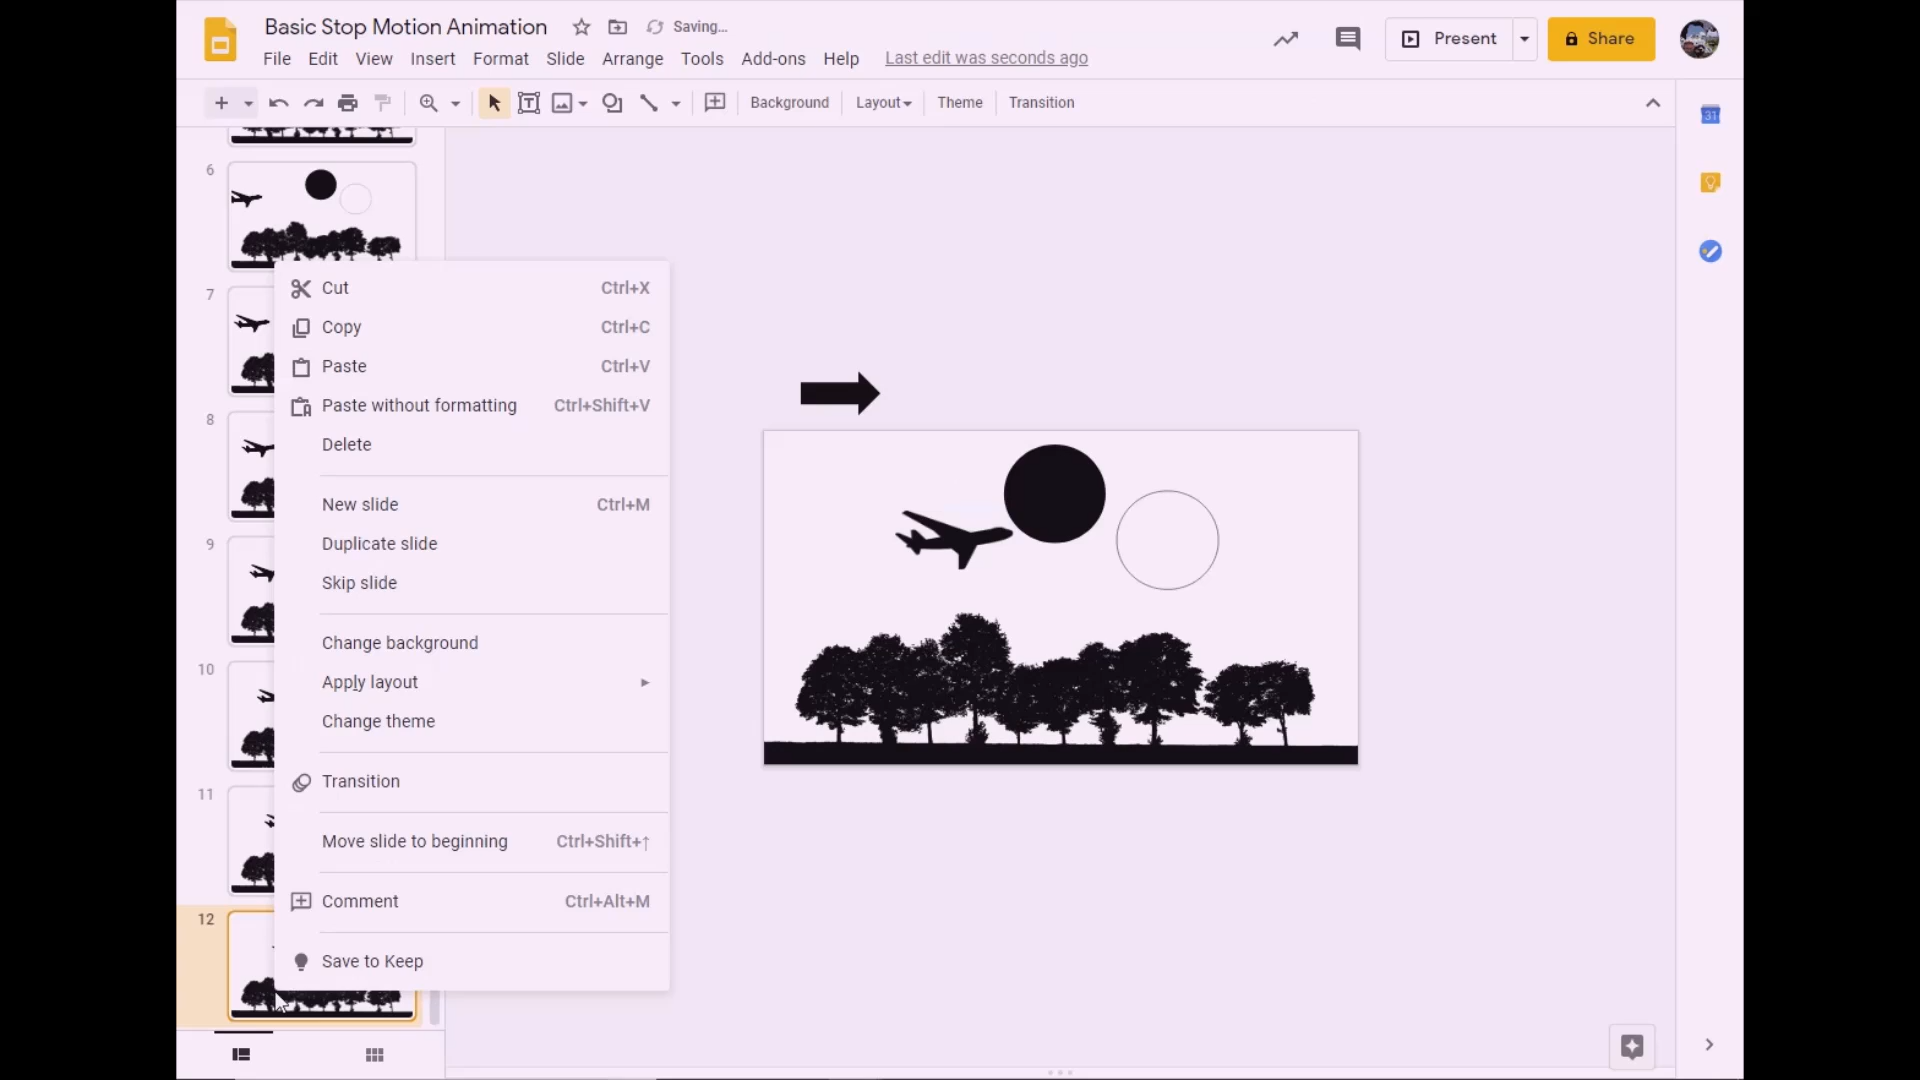 Basic Stop Motion Animation
Saving...
File Edit View Insert Format Slide Arrange Tools Add-ons Help Last edit was seconds ago
Present
Share
Background Layout Theme Transition
31
6
7
8
9
10
11
12
Cut Ctrl+X
Copy Ctrl+C
Paste Ctrl+V
Paste without formatting Ctrl+Shift+V
Delete
New slide Ctrl+M
Duplicate slide
Skip slide
Change background
Apply layout
Change theme
Transition
Move slide to beginning Ctrl+Shift+↑
Comment Ctrl+Alt+M
Save to Keep